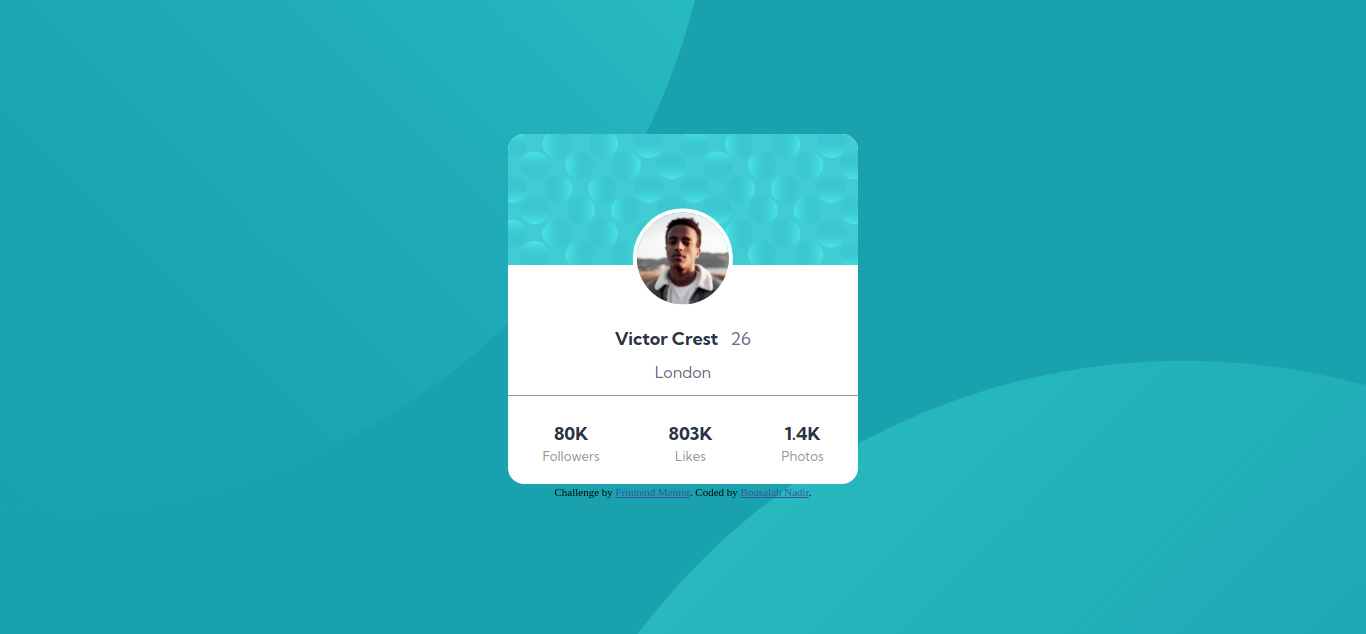 Victor Crest 26
London
80K 803K 1.4K
Followers Likes Photos
Challenge by Frontend Mentor. Coded by Bousalah Nadir.